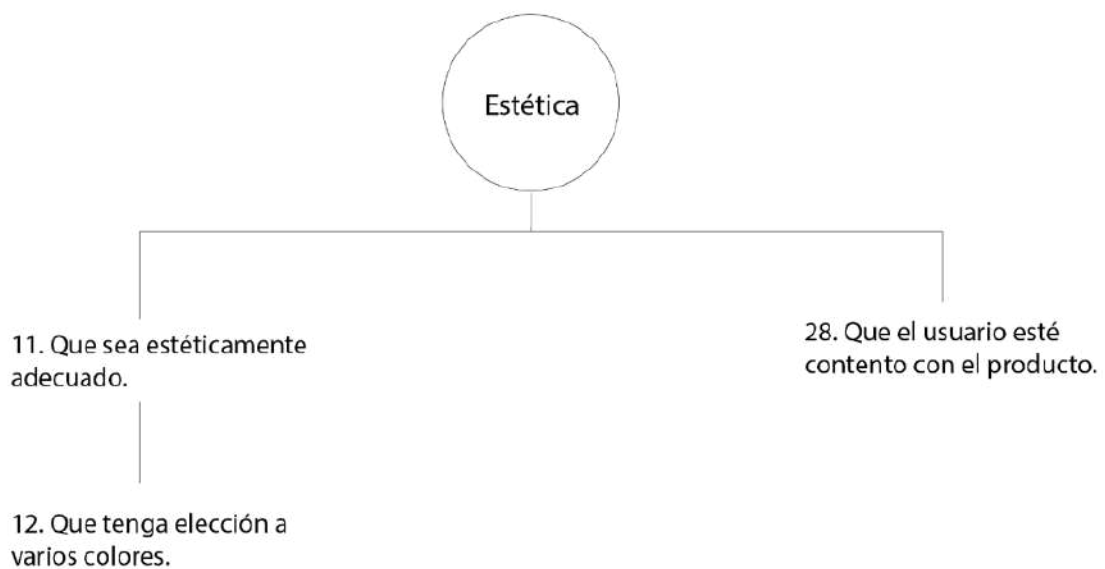 Estética
11. Que sea estéticamente
adecuado.
28. Que el usuario esté
contento con el producto.
12. Que tenga elección a
varios colores.